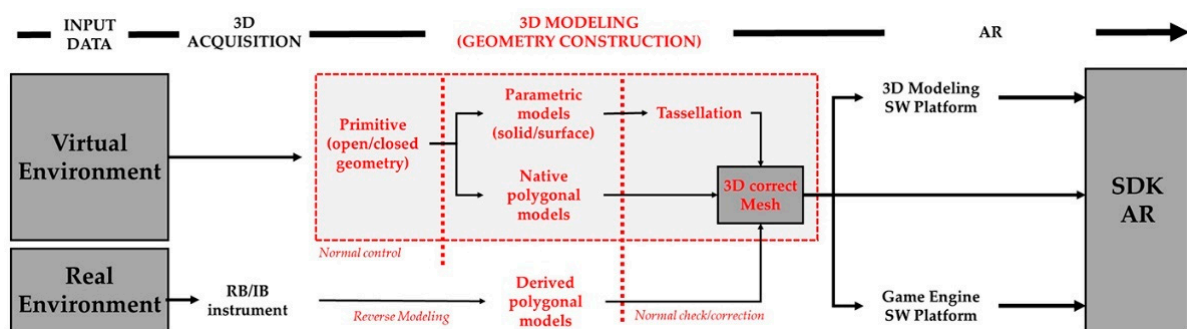 INPUT
DATA
3D
ACQUISITION
3D MODELING
(GEOMETRY CONSTRUCTION)
AR
Virtual
Environment
Primitive
(open/closed
geometry)
Parametric
models
(solid/surface)
Tassellation
Native
polygonal
models
3D correct
Mesh
3D Modeling
SW Platform
SDK
AR
Normal control
Real
Environment
RB/IB
instrument
Reverse Modeling
Derived
polygonal
models
Normal check/correction
Game Engine
SW Platform